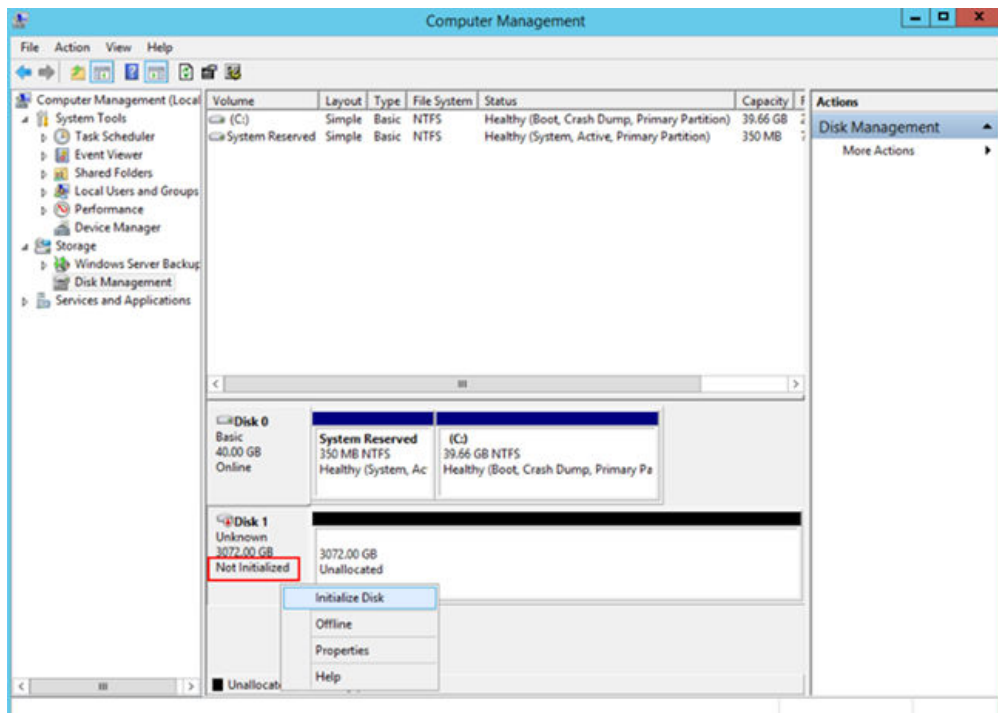 Computer Management
File Action View Help
Computer Management (Local
System Tools
Task Scheduler
Event Viewer
Shared Folders
Local Users and Groups
Performance
Device Manager
Storage
Windows Server Backup
Disk Management
Services and Applications
Volume Layout Type File System Status Capacity F
(C:) Simple Basic NTFS Healthy (Boot, Crash Dump, Primary Partition) 39.66 GB
System Reserved Simple Basic NTFS Healthy (System, Active, Primary Partition) 350 MB
Actions
Disk Management
More Actions
Disk 0
Basic
40.00 GB
Online
System Reserved
350 MB NTFS
Healthy (System, Ac
(C:)
39.66 GB NTFS
Healthy (Boot, Crash Dump, Primary Pa
Disk 1
Unknown
3072.00 GB
Not Initialized
3072.00 GB
Unallocated
Initialize Disk
Offline
Properties
Help
Unallocat